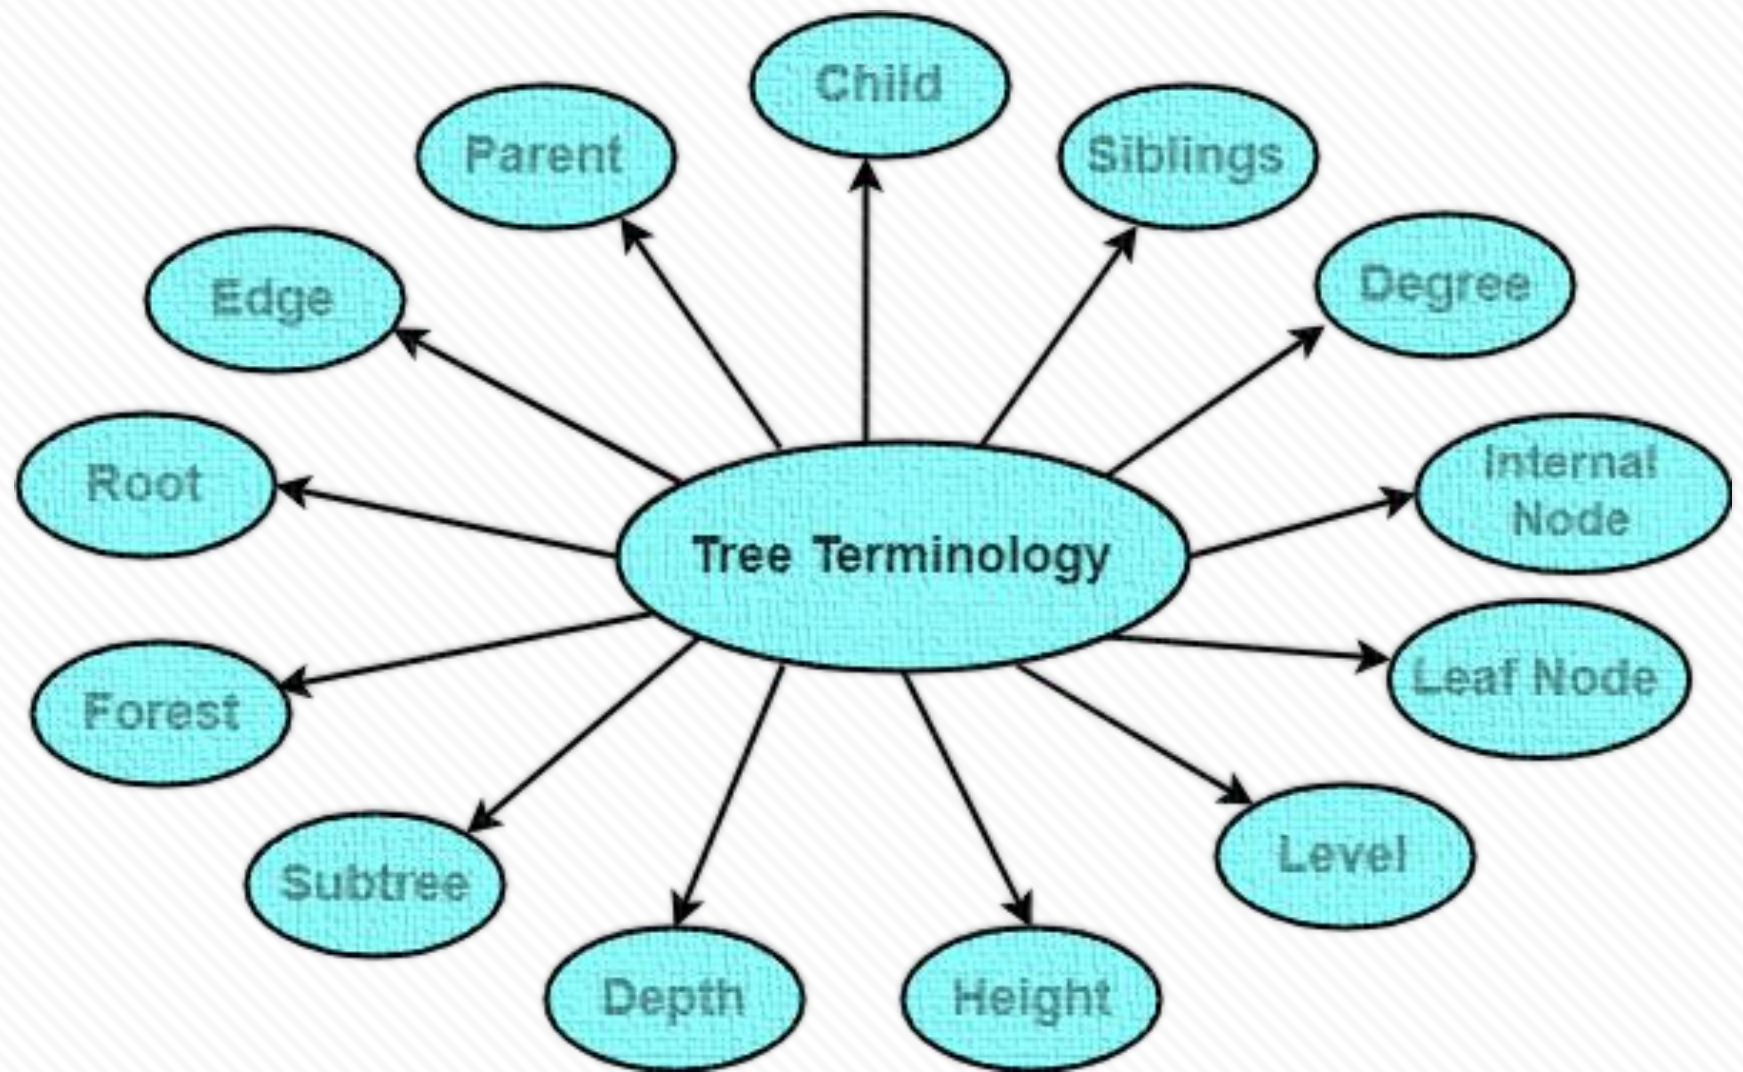 Child
Parent
Siblings
Edge
Degree
Root
Internal
Node
Tree Terminology
Leaf Node
Forest
Level
Subtree
Depth
Height